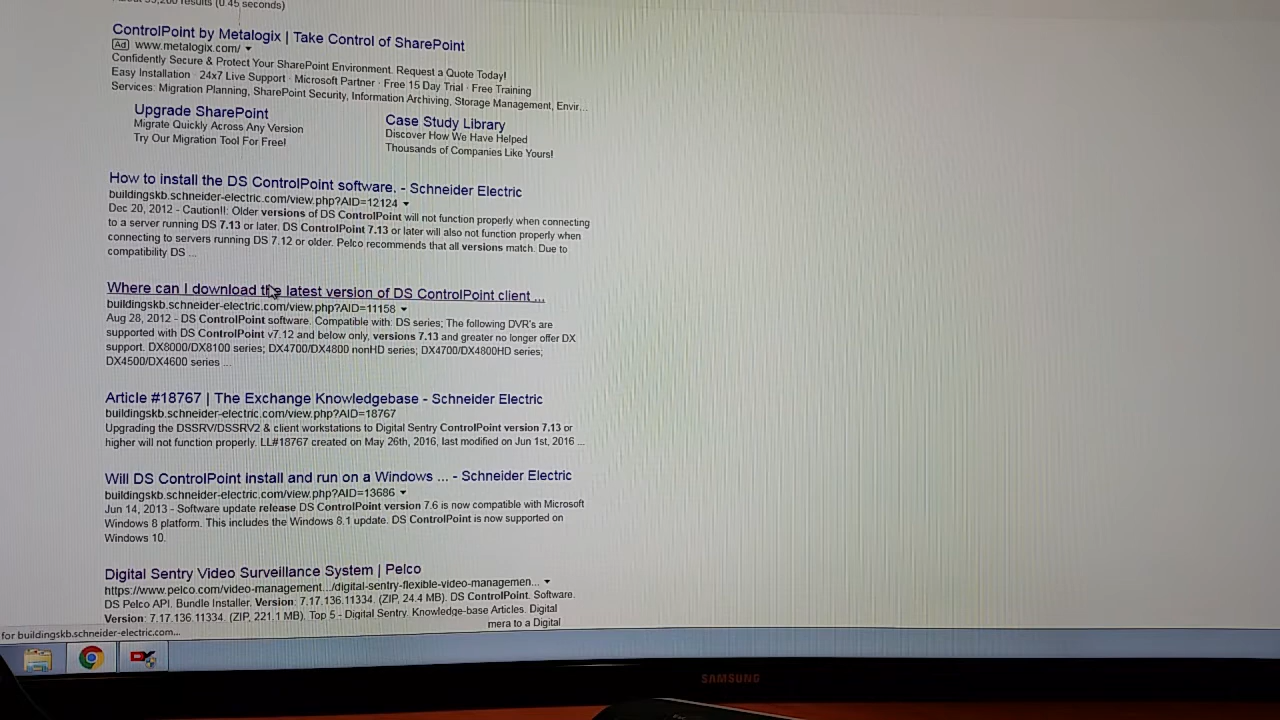 results (0.45 seconds)
ControlPoint by Metalogix | Take Control of SharePoint
Ad www.metalogix.com/
Confidently Secure & Protect Your SharePoint Environment. Request a Quote Today!
Easy Installation · 24x7 Live Support · Microsoft Partner · Free 15 Day Trial · Free Training
Services: Migration Planning, SharePoint Security, Information Archiving, Storage Management, Envir...
Upgrade SharePoint
Migrate Quickly Across Any Version
Try Our Migration Tool For Free!
Case Study Library
Discover How We Have Helped
Thousands of Companies Like Yours!
How to install the DS ControlPoint software. - Schneider Electric
buildingskb.schneider-electric.com/view.php?AID=12124
Dec 20, 2012 - Caution!!: Older versions of DS ControlPoint will not function properly when connecting
to a server running DS 7.13 or later. DS ControlPoint 7.13 or later will also not function properly when
connecting to servers running DS 7.12 or older. Pelco recommends that all versions match. Due to
compatibility DS ...
Where can I download the latest version of DS ControlPoint client ...
buildingskb.schneider-electric.com/view.php?AID=11158
Aug 28, 2012 - DS ControlPoint software. Compatible with: DS series; The following DVR's are
supported with DS ControlPoint v7.12 and below only, versions 7.13 and greater no longer offer DX
support. DX8000/DX8100 series; DX4700/DX4800 nonHD series; DX4700/DX4800HD series;
DX4500/DX4600 series ...
Article #18767 | The Exchange Knowledgebase - Schneider Electric
buildingskb.schneider-electric.com/view.php?AID=18767
Upgrading the DSSRV/DSSRV2 & client workstations to Digital Sentry ControlPoint version 7.13 or
higher will not function properly. LL#18767 created on May 26th, 2016, last modified on Jun 1st, 2016 ...
Will DS ControlPoint install and run on a Windows ... - Schneider Electric
buildingskb.schneider-electric.com/view.php?AID=13686
Jun 14, 2013 - Software update release DS ControlPoint version 7.6 is now compatible with Microsoft
Windows 8 platform. This includes the Windows 8.1 update. DS ControlPoint is now supported on
Windows 10.
Digital Sentry Video Surveillance System | Pelco
https://www.pelco.com/video-management.../digital-sentry-flexible-video-managemen...
DS Pelco API. Bundle Installer. Version: 7.17.136.11334. (ZIP, 24.4 MB). DS ControlPoint. Software.
Version: 7.17.136.11334. (ZIP, 221.1 MB). Top 5 - Digital Sentry. Knowledge-base Articles. Digital
mera to a Digital
for buildingskb.schneider-electric.com...
SAMSUNG